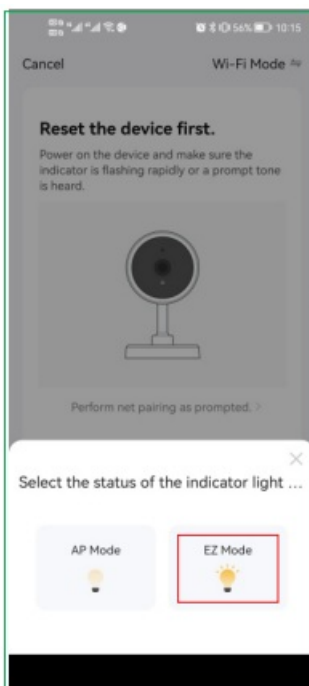 56% 10:15
Cancel Wi-Fi Mode
Reset the device first.
Power on the device and make sure the
indicator is flashing rapidly or a prompt tone
is heard.
Perform net pairing as prompted. >
Select the status of the indicator light ...
AP Mode EZ Mode